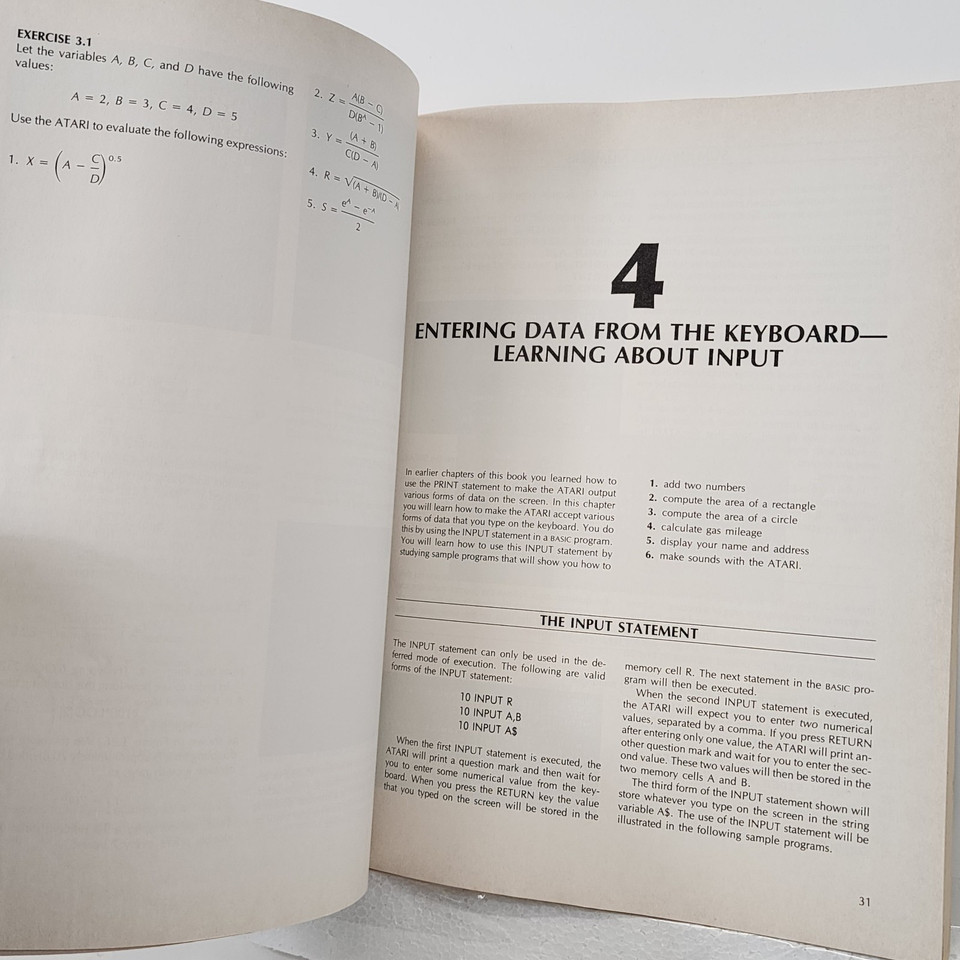 EXERCISE 3.1
Let the variables A, B, C, and D have the following
values:
A = 2, B = 3, C = 4, D = 5
Use the ATARI to evaluate the following expressions:
1. X = (A − C/D)^0.5
2. Z = A(B − C)/D(B^A − 1)
3. Y = (A + B)/C(D − A)
4. R = √(A + B)(D − A)
5. S = e^A − e^−A/2
4
ENTERING DATA FROM THE KEYBOARD—
LEARNING ABOUT INPUT
In earlier chapters of this book you learned how to
use the PRINT statement to make the ATARI output
various forms of data on the screen. In this chapter
you will learn how to make the ATARI accept various
forms of data that you type on the keyboard. You do
this by using the INPUT statement in a BASIC program.
You will learn how to use this INPUT statement by
studying sample programs that will show you how to
1. add two numbers
2. compute the area of a rectangle
3. compute the area of a circle
4. calculate gas mileage
5. display your name and address
6. make sounds with the ATARI.
THE INPUT STATEMENT
The INPUT statement can only be used in the de-
ferred mode of execution. The following are valid
forms of the INPUT statement:
10 INPUT R
10 INPUT A,B
10 INPUT A$
When the first INPUT statement is executed, the
ATARI will print a question mark and then wait for
you to enter some numerical value from the key-
board. When you press the RETURN key the value
that you typed on the screen will be stored in the
memory cell R. The next statement in the BASIC pro-
gram will then be executed.
When the second INPUT statement is executed,
the ATARI will expect you to enter two numerical
values, separated by a comma. If you press RETURN
after entering only one value, the ATARI will print an-
other question mark and wait for you to enter the sec-
ond value. These two values will then be stored in the
two memory cells A and B.
The third form of the INPUT statement shown will
store whatever you type on the screen in the string
variable A$. The use of the INPUT statement will be
illustrated in the following sample programs.
31